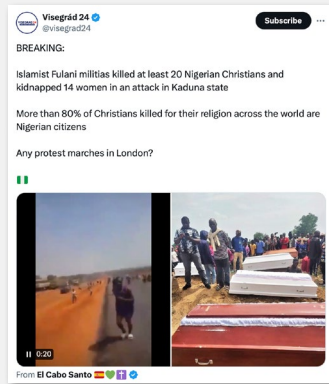 Visegrád 24
@visegrad24
Subscribe
BREAKING:
Islamist Fulani militias killed at least 20 Nigerian Christians and
kidnapped 14 women in an attack in Kaduna state
More than 80% of Christians killed for their religion across the world are
Nigerian citizens
Any protest marches in London?
0:20
From El Cabo Santo